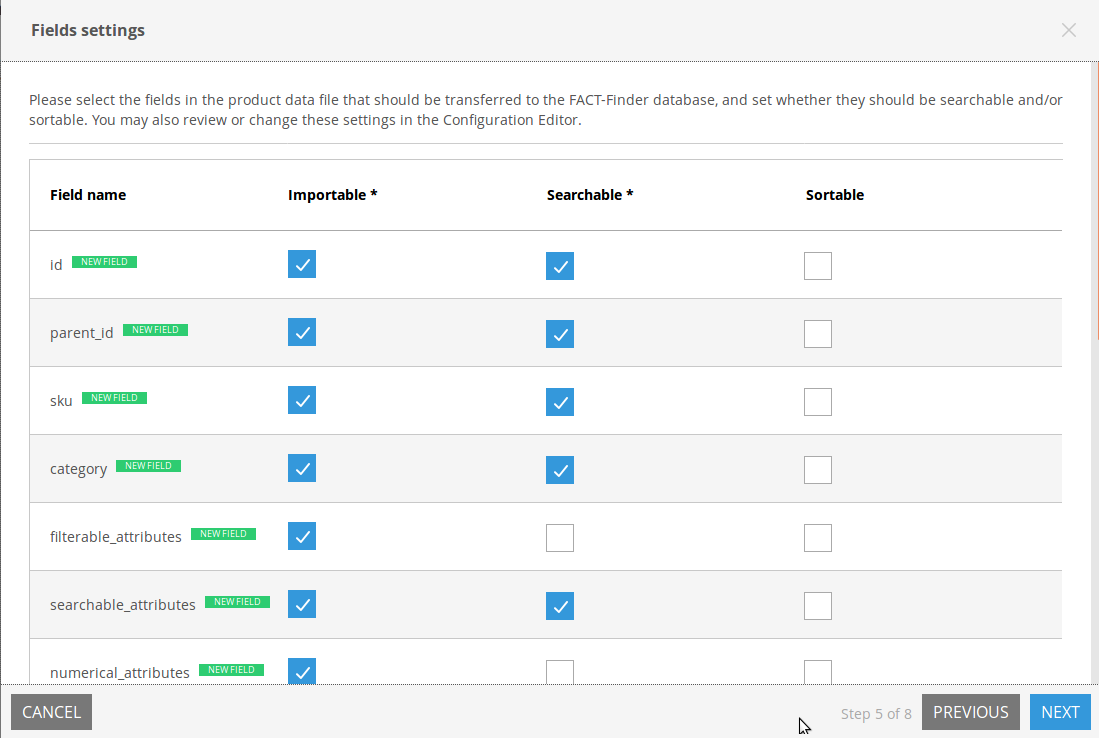 Fields settings
Please select the fields in the product data file that should be transferred to the FACT-Finder database, and set whether they should be searchable and/or
sortable. You may also review or change these settings in the Configuration Editor.
Field name Importable * Searchable * Sortable
id NEW FIELD
parent_id NEW FIELD
sku NEW FIELD
category NEW FIELD
filterable_attributes NEW FIELD
searchable_attributes NEW FIELD
numerical_attributes NEW FIELD
CANCEL Step 5 of 8 PREVIOUS NEXT